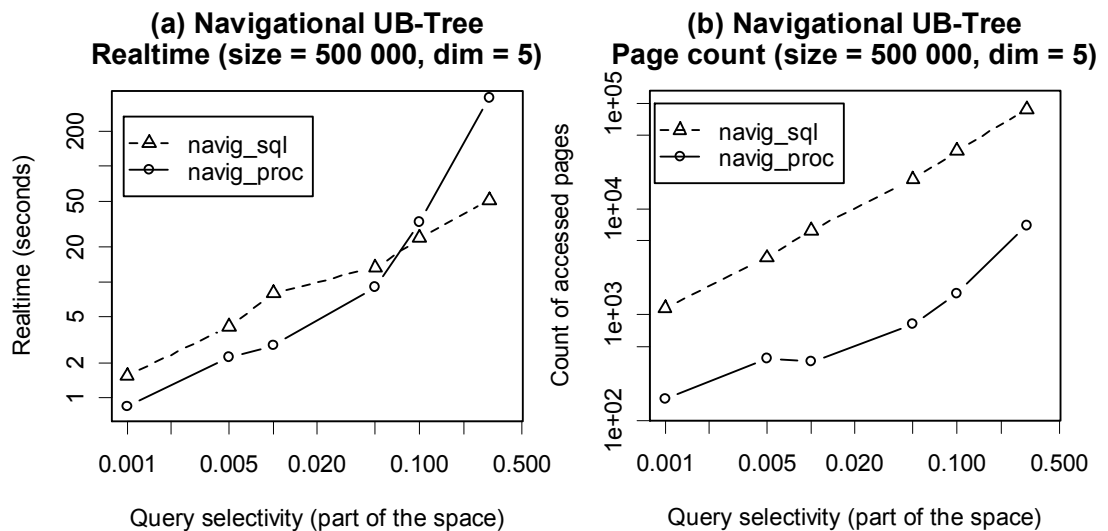 (a) Navigational UB-Tree
Realtime (size = 500 000, dim = 5)
Realtime (seconds)
200
50
20
5
2
1
navig_sql
navig_proc
0.001
0.005
0.020
0.100
0.500
Query selectivity (part of the space)
(b) Navigational UB-Tree
Page count (size = 500 000, dim = 5)
Count of accessed pages
1e+05
1e+04
1e+03
1e+02
navig_sql
navig_proc
0.001
0.005
0.020
0.100
0.500
Query selectivity (part of the space)